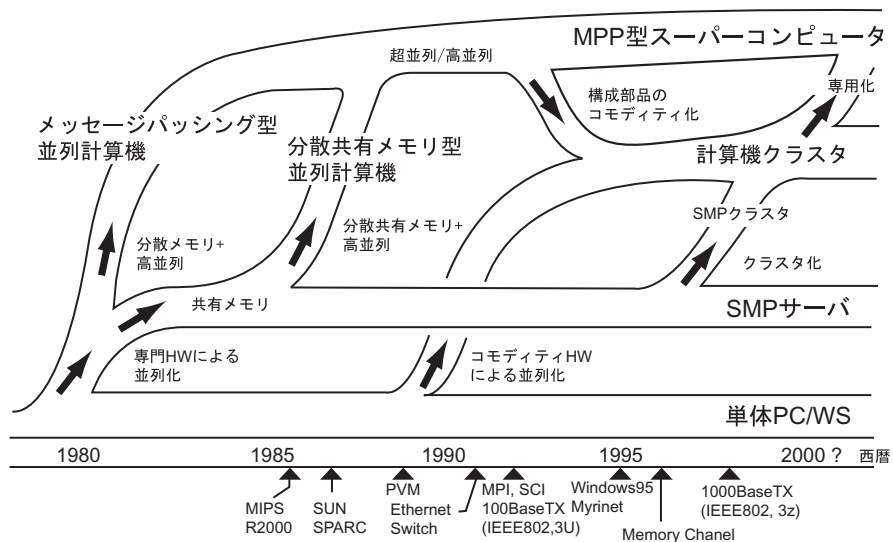 MPP型スーパーコンピュータ
超並列/高並列
専用化
構成部品の
コモディティ化
メッセージパッシング型
並列計算機
分散共有メモリ型
並列計算機
計算機クラスタ
SMPクラスタ
分散メモリ+
高並列
分散共有メモリ+
高並列
クラスタ化
共有メモリ
SMPサーバ
専門HWによる
並列化
コモディティHW
による並列化
単体PC/WS
1980
1985
1990
1995
2000 ?
西暦
MIPS
R2000
SUN
SPARC
PVM
Ethernet
Switch
MPI, SCI
100BaseTX
(IEEE802,3U)
Windows95
Myrinet
Memory Chanel
1000BaseTX
(IEEE802, 3z)